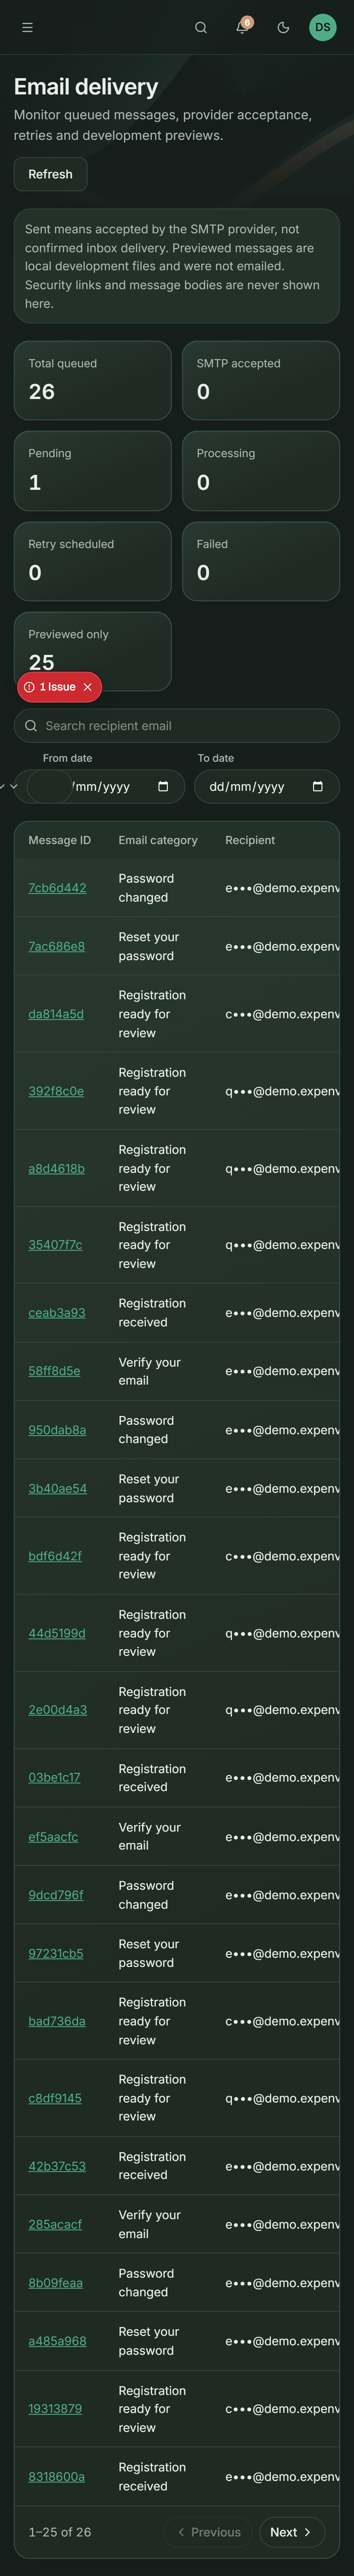 6
DS
Email delivery
Monitor queued messages, provider acceptance,
retries and development previews.
Refresh
Sent means accepted by the SMTP provider, not
confirmed inbox delivery. Previewed messages are
local development files and were not emailed.
Security links and message bodies are never shown
here.
Total queued
26
SMTP accepted
0
Pending
1
Processing
0
Retry scheduled
0
Failed
0
Previewed only
25
1 Issue
Search recipient email
From date
To date
/mm/yyyy
dd/mm/yyyy
Message ID Email category Recipient
7cb6d442 Password changed e•••@demo.expenv
7ac686e8 Reset your password e•••@demo.expenv
da814a5d Registration ready for review c•••@demo.expenv
392f8c0e Registration ready for review q•••@demo.expenv
a8d4618b Registration ready for review q•••@demo.expenv
35407f7c Registration ready for review q•••@demo.expenv
ceab3a93 Registration received e•••@demo.expenv
58ff8d5e Verify your email e•••@demo.expenv
950dab8a Password changed e•••@demo.expenv
3b40ae54 Reset your password e•••@demo.expenv
bdf6d42f Registration ready for review c•••@demo.expenv
44d5199d Registration ready for review q•••@demo.expenv
2e00d4a3 Registration ready for review q•••@demo.expenv
03be1c17 Registration received e•••@demo.expenv
ef5aacfc Verify your email e•••@demo.expenv
9dcd796f Password changed e•••@demo.expenv
97231cb5 Reset your password e•••@demo.expenv
bad736da Registration ready for review c•••@demo.expenv
c8df9145 Registration ready for review q•••@demo.expenv
42b37c53 Registration received e•••@demo.expenv
285acacf Verify your email e•••@demo.expenv
8b09feaa Password changed e•••@demo.expenv
a485a968 Reset your password e•••@demo.expenv
19313879 Registration ready for review c•••@demo.expenv
8318600a Registration received e•••@demo.expenv
1–25 of 26
Previous
Next